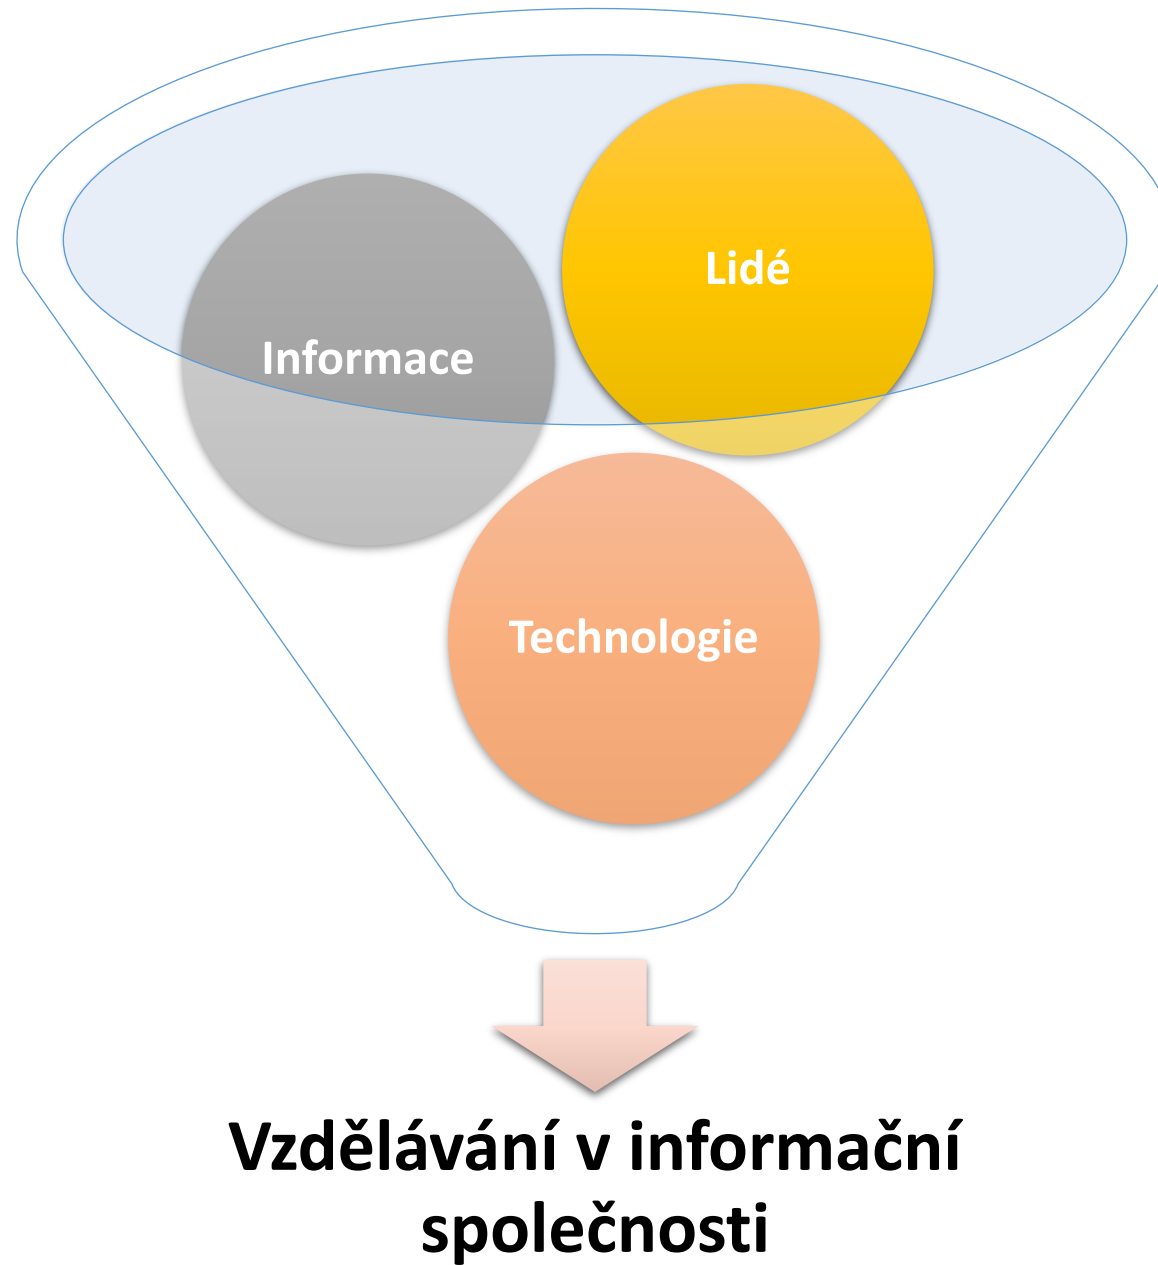 Lidé
Informace
Technologie
Vzdělávání v informační
společnosti